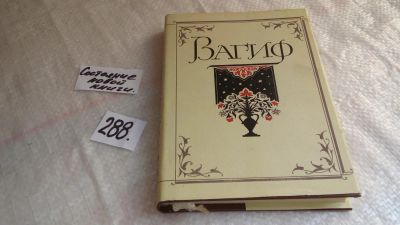 Состояние
новой
книги.
288.
ВАГИФ